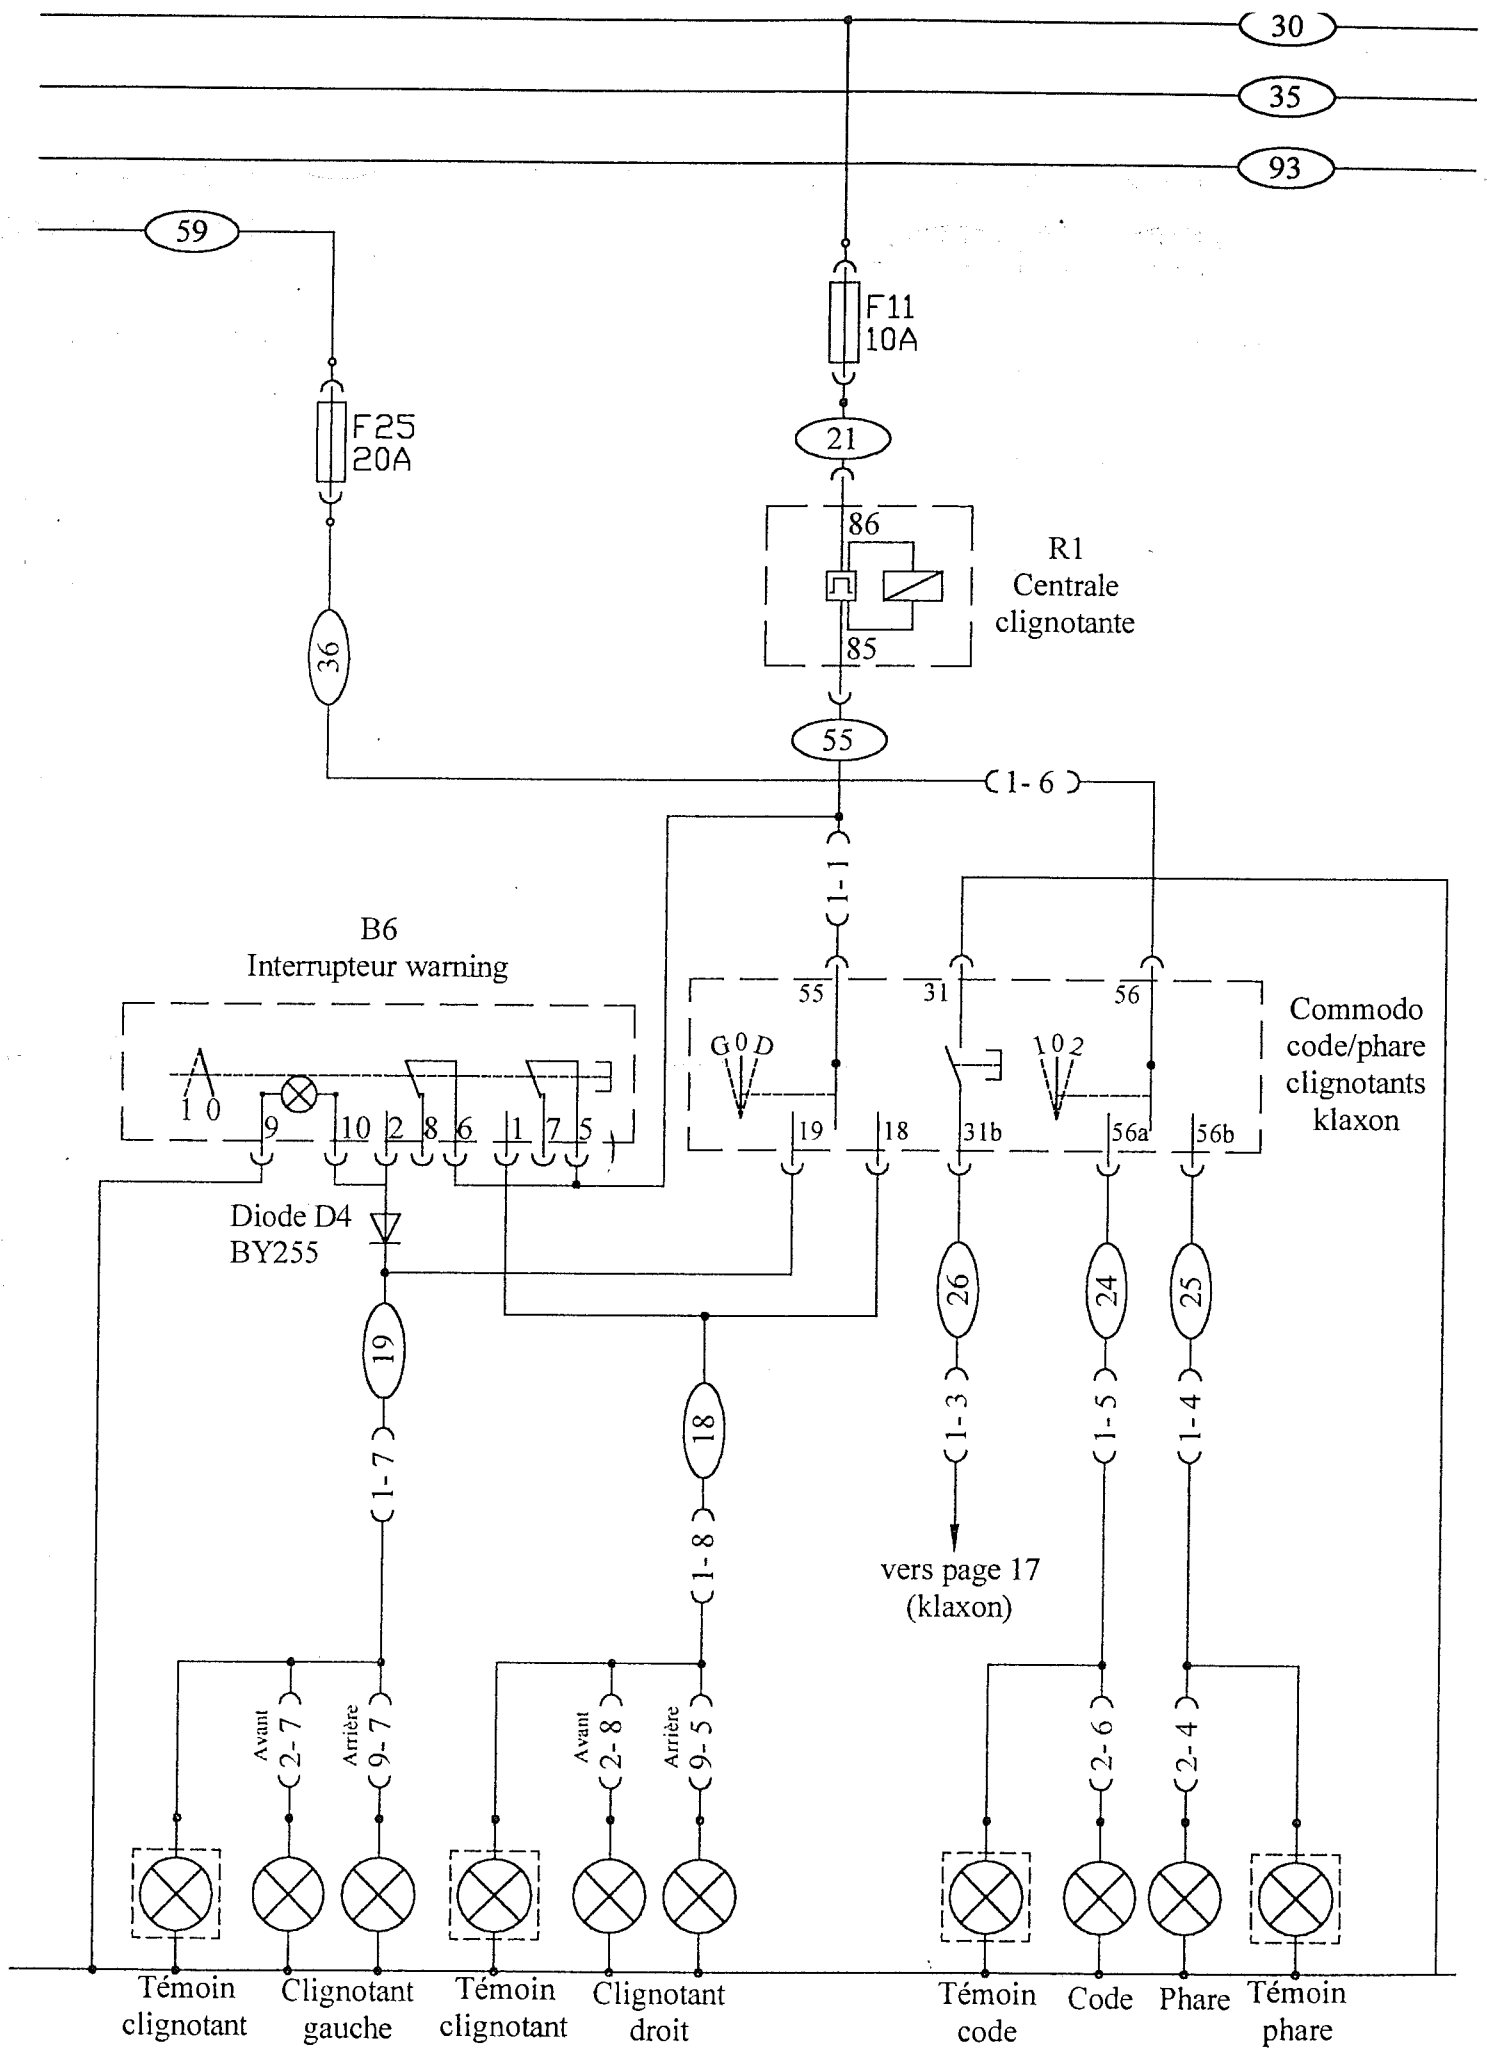 30
35
93
59
F11
10A
F25
20A
21
86
R1
Centrale
clignotante
85
36
55
1- 6
1- 1
B6
Interrupteur warning
55
31
56
Commodo
code/phare
clignotants
klaxon
G 0 D
1 0 2
1 0
9
10
2
8
6
1
7
5
19
18
31b
56a
56b
Diode D4
BY255
26
24
25
19
18
1- 3
1- 5
1- 4
1- 7
1- 8
vers page 17
(klaxon)
Avant
2- 7
Arrière
9- 7
Avant
2- 8
Arrière
9- 5
2- 6
2- 4
Témoin
clignotant
Clignotant
gauche
Témoin
clignotant
Clignotant
droit
Témoin
code
Code
Phare
Témoin
phare